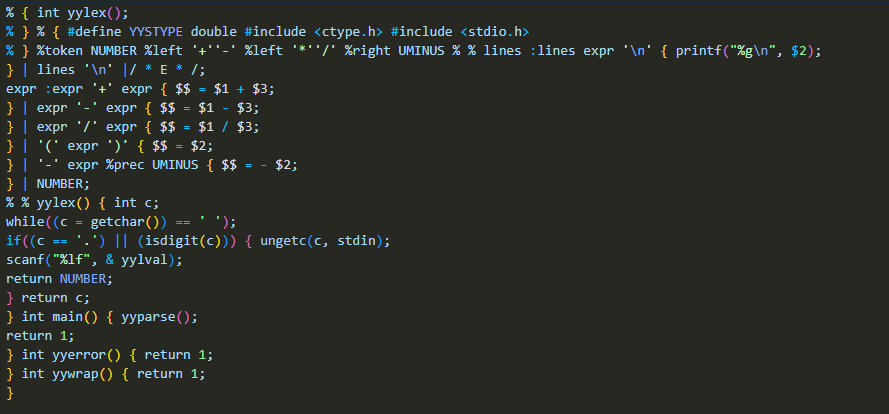 % { int yylex();
% } % { #define YYSTYPE double #include <ctype.h> #include <stdio.h>
% } %token NUMBER %left '+''-' %left '*''/' %right UMINUS % % lines :lines expr '\n' { printf("%g\n", $2);
} | lines '\n' |/ * E * /;
expr :expr '+' expr { $$ = $1 + $3;
} | expr '-' expr { $$ = $1 - $3;
} | expr '/' expr { $$ = $1 / $3;
} | '(' expr ')' { $$ = $2;
} | '-' expr %prec UMINUS { $$ = - $2;
} | NUMBER;
% % yylex() { int c;
while((c = getchar()) == ' ');
if((c == '.') || (isdigit(c))) { ungetc(c, stdin);
scanf("%lf", & yylval);
return NUMBER;
} return c;
} int main() { yyparse();
return 1;
} int yyerror() { return 1;
} int yywrap() { return 1;
}